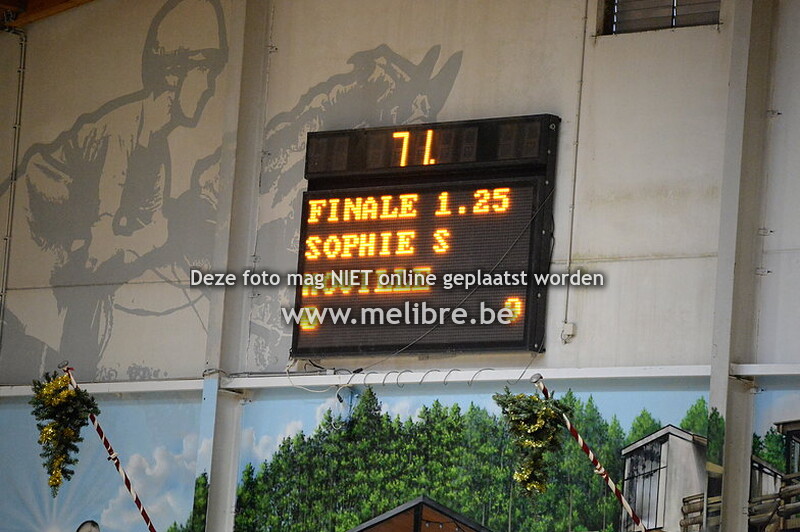 71.
FINALE 1.25
SOPHIE S
Deze foto mag NIET online geplaatst worden
www.melibre.be